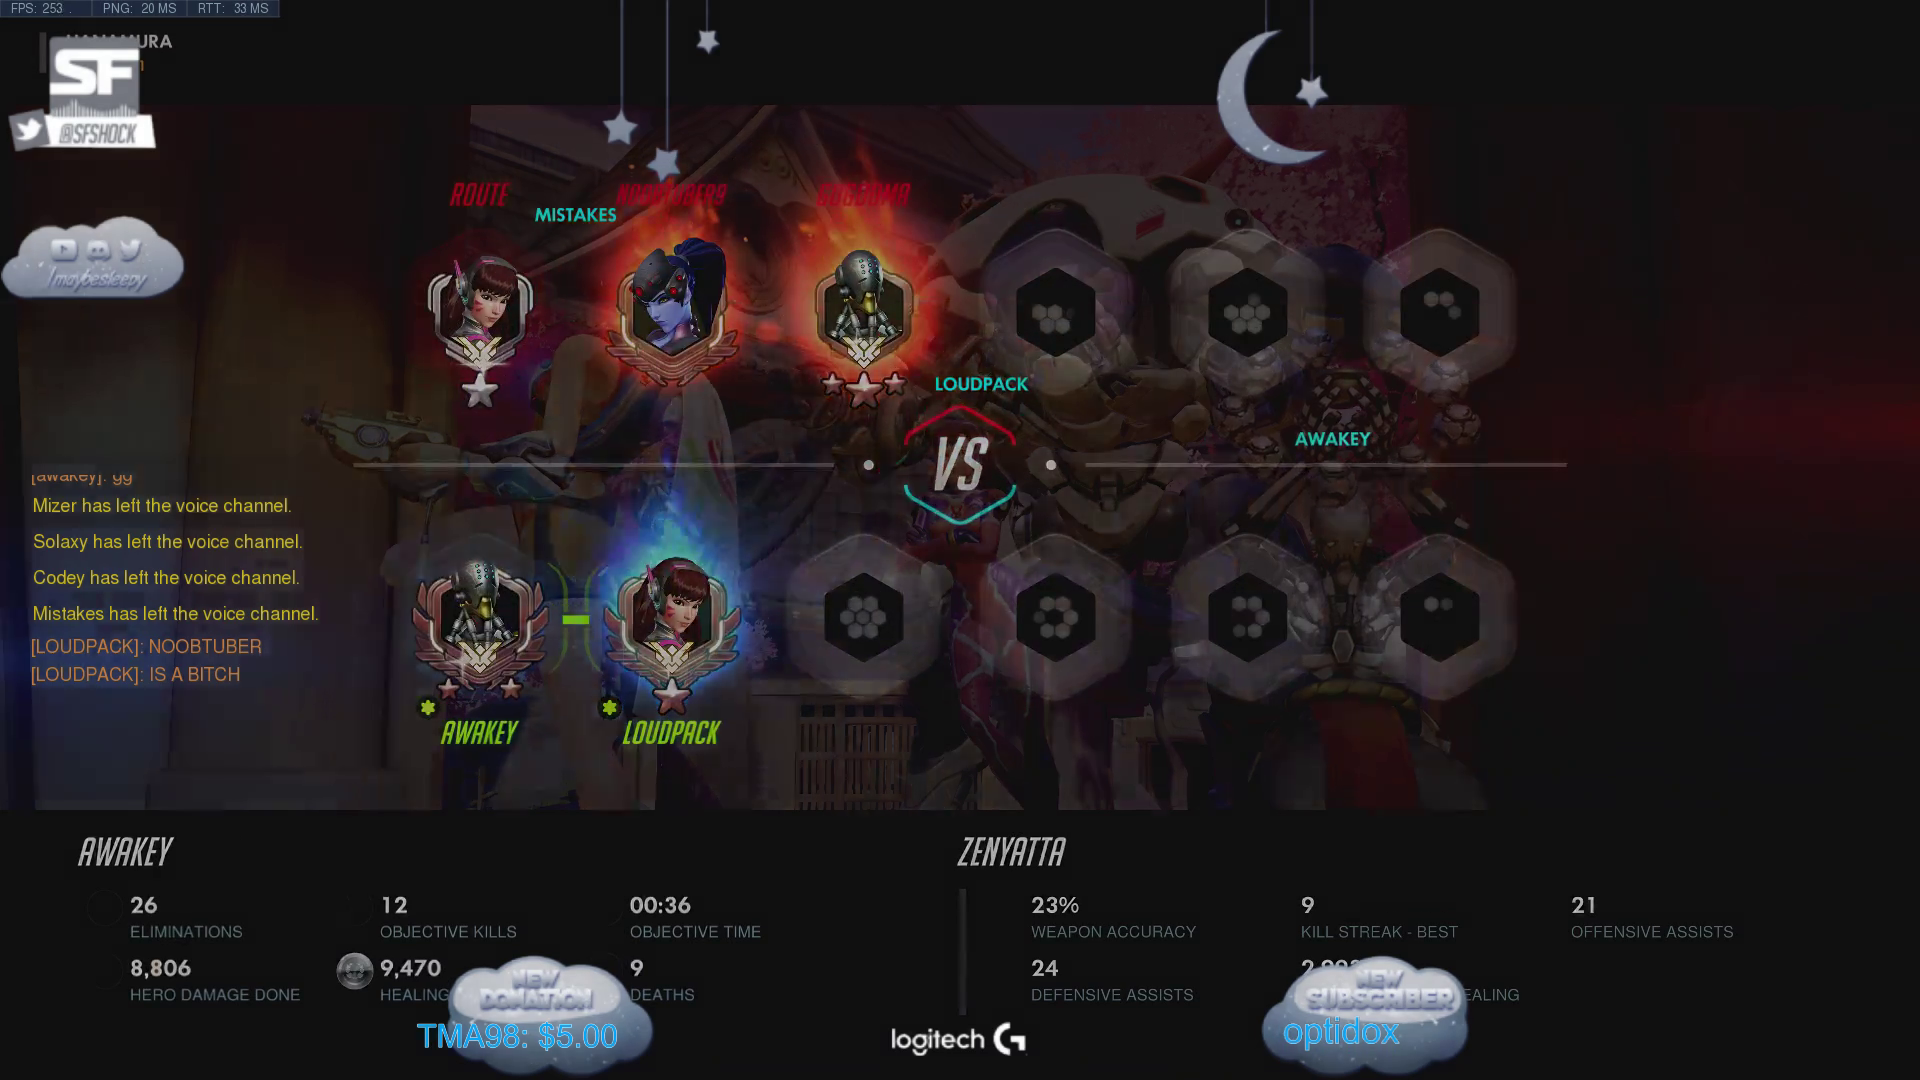 FPS: 253 . PNG: 20 MS RTT: 33 MS
SF
@SFSHOCK
ROUTE
MISTAKES
/maybesleepy
LOUDPACK
VS
AWAKEY
[awakey]: gg
Mizer has left the voice channel.
Solaxy has left the voice channel.
Codey has left the voice channel.
Mistakes has left the voice channel.
[LOUDPACK]: NOOBTUBER
[LOUDPACK]: IS A BITCH
AWAKEY LOUDPACK
AWAKEY ZENYATTA
26 12 00:36 23% 9 21
ELIMINATIONS OBJECTIVE KILLS OBJECTIVE TIME WEAPON ACCURACY KILL STREAK - BEST OFFENSIVE ASSISTS
8,806 9,470 9 24
HERO DAMAGE DONE HEALING DEATHS DEFENSIVE ASSISTS
NEW DONATION
TMA98: $5.00
logitech G
NEW SUBSCRIBER
optidox